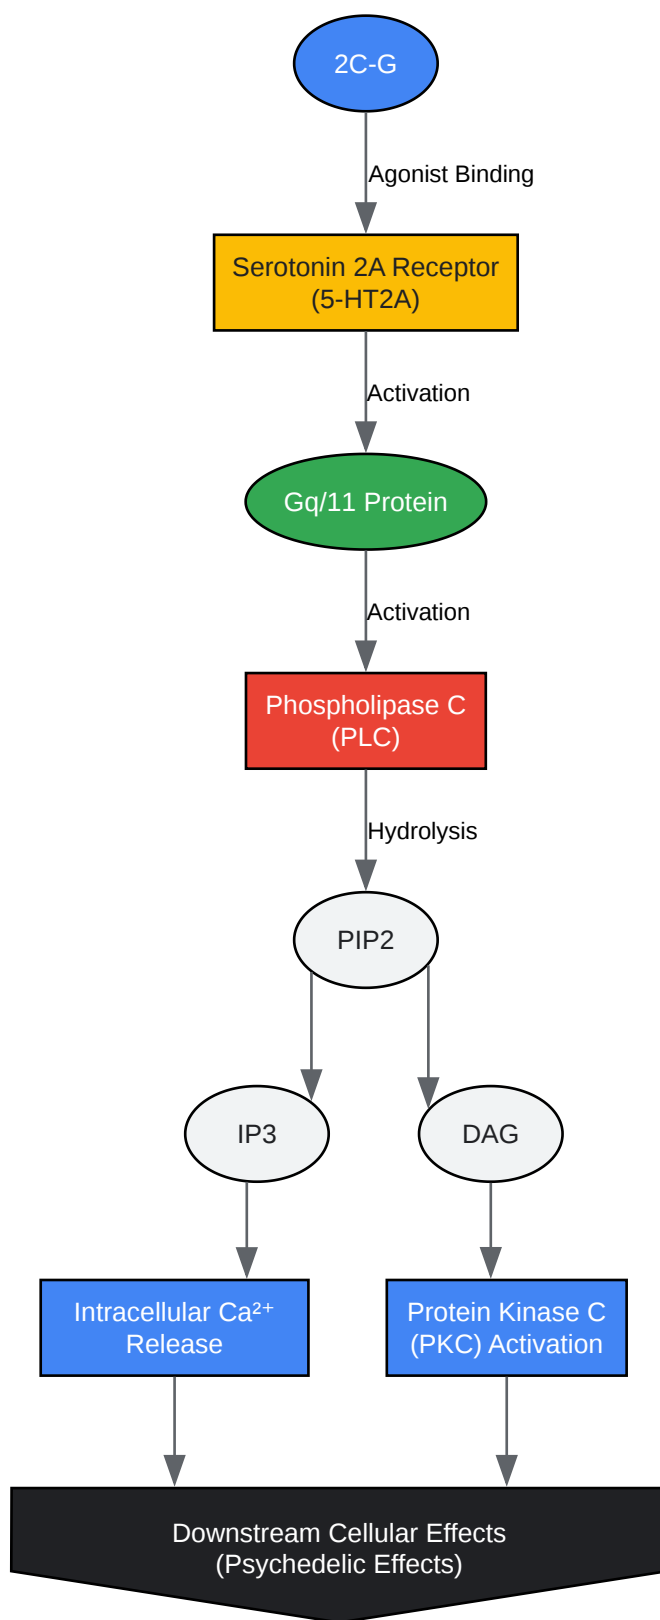 2C-G
Agonist Binding
Serotonin 2A Receptor
(5-HT2A)
Activation
Gq/11 Protein
Activation
Phospholipase C
(PLC)
Hydrolysis
PIP2
IP3
DAG
Intracellular Ca²⁺
Release
Protein Kinase C
(PKC) Activation
Downstream Cellular Effects
(Psychedelic Effects)